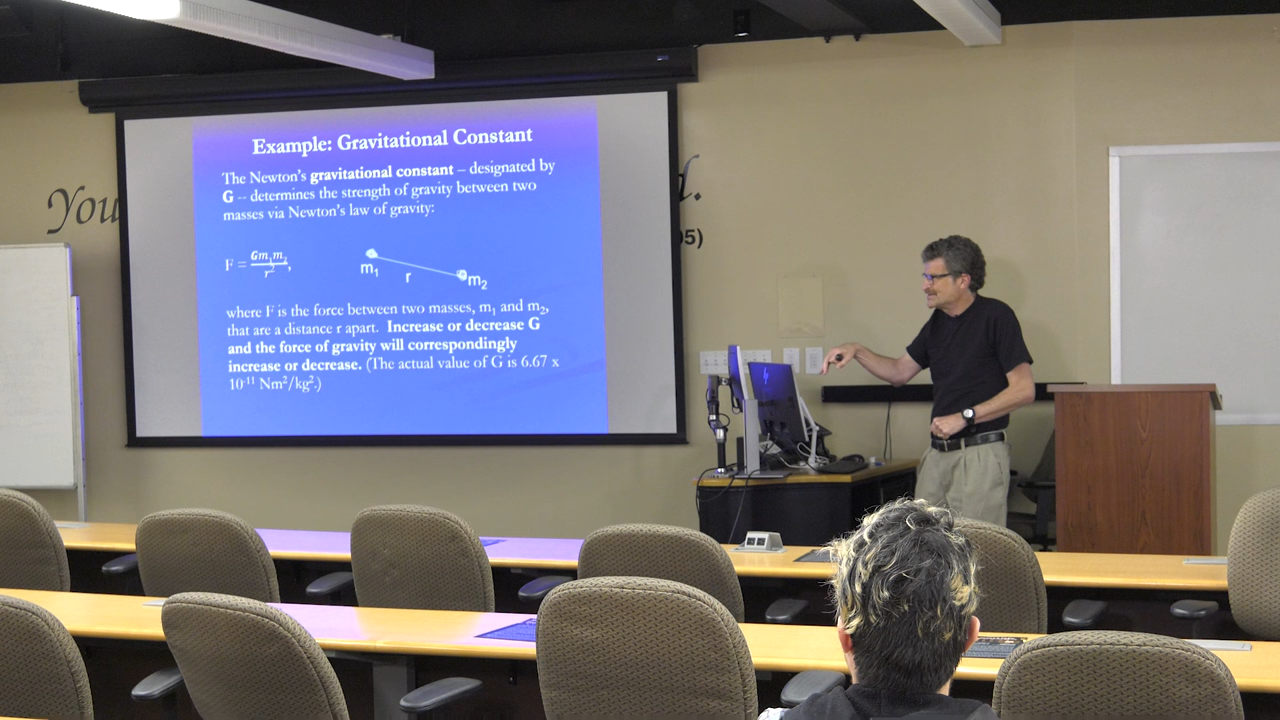 Example: Gravitational Constant
The Newton's gravitational constant – designated by
G -- determines the strength of gravity between two
masses via Newton's law of gravity:
F = Gm₁m₂/r²,
m₁
r
m₂
where F is the force between two masses, m₁ and m₂,
that are a distance r apart. Increase or decrease G
and the force of gravity will correspondingly
increase or decrease. (The actual value of G is 6.67 x
10⁻¹¹ Nm²/kg².)
You
d.
95)
hp